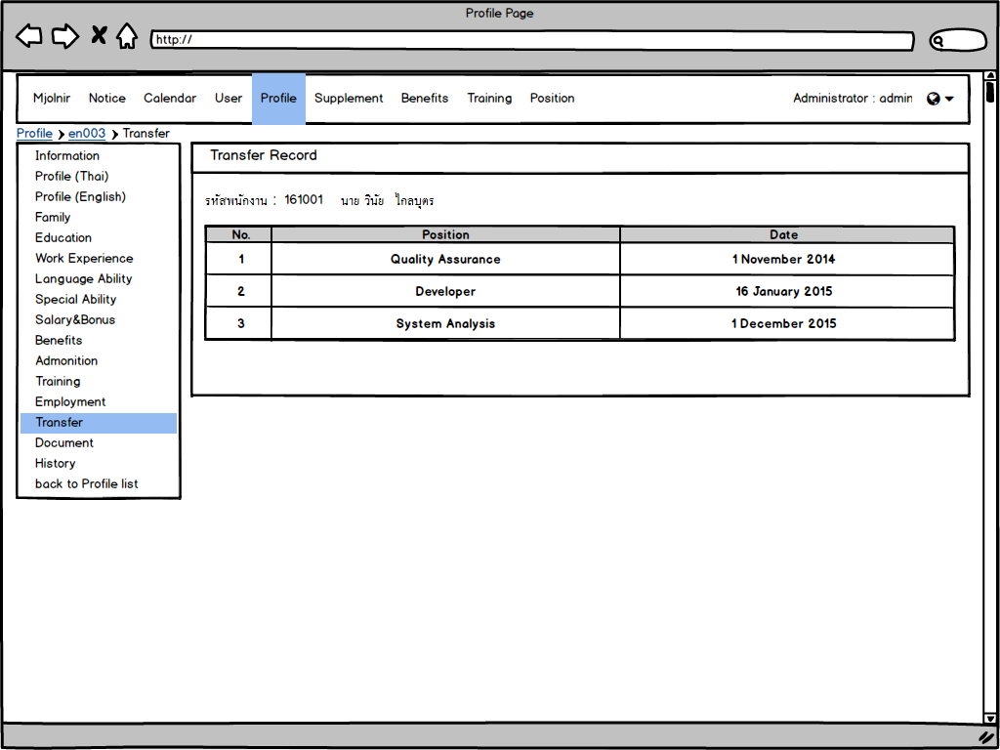 Profile Page
http://
Mjolnir Notice Calendar User Profile Supplement Benefits Training Position Administrator : admin
Profile en003 Transfer
Information
Profile (Thai)
Profile (English)
Family
Education
Work Experience
Language Ability
Special Ability
Salary&Bonus
Benefits
Admonition
Training
Employment
Transfer
Document
History
back to Profile list
Transfer Record
รหัสพนักงาน : 161001 นาย วินัย ไกลบุตร
No. Position Date
1 Quality Assurance 1 November 2014
2 Developer 16 January 2015
3 System Analysis 1 December 2015